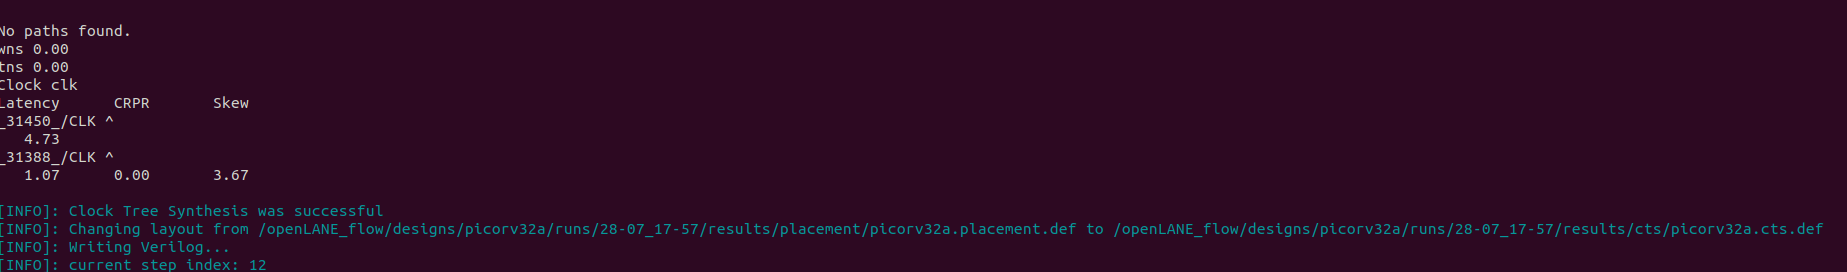 No paths found.
wns 0.00
tns 0.00
Clock clk
Latency      CRPR       Skew
_31450_/CLK ^
   4.73
_31388_/CLK ^
   1.07      0.00       3.67
[INFO]: Clock Tree Synthesis was successful
[INFO]: Changing layout from /openLANE_flow/designs/picorv32a/runs/28-07_17-57/results/placement/picorv32a.placement.def to /openLANE_flow/designs/picorv32a/runs/28-07_17-57/results/cts/picorv32a.cts.def
[INFO]: Writing Verilog...
[INFO]: current step index: 12